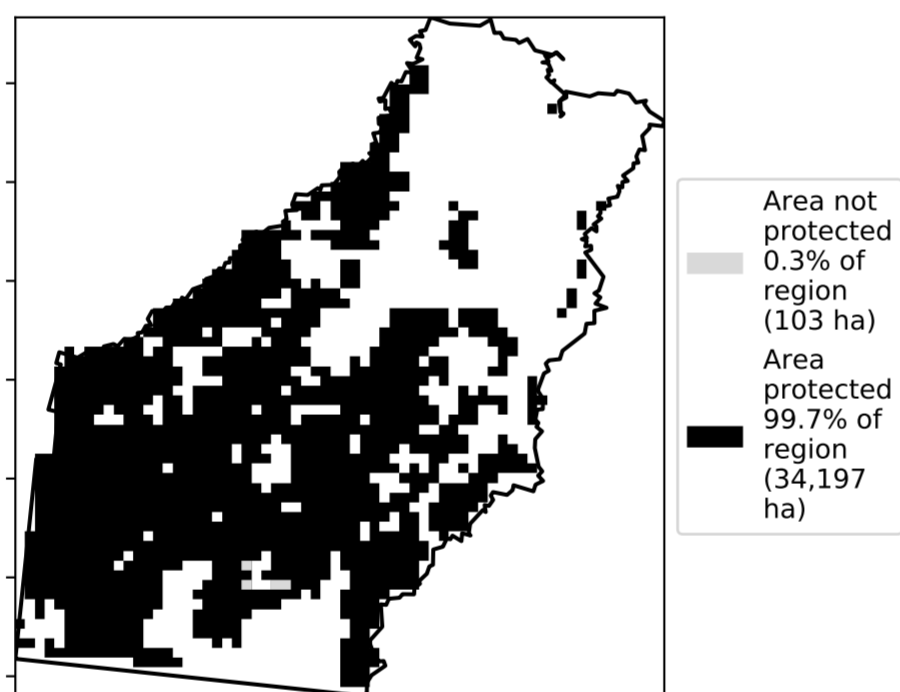 Area not
protected
0.3% of
region
(103 ha)
Area
protected
99.7% of
region
(34,197
ha)